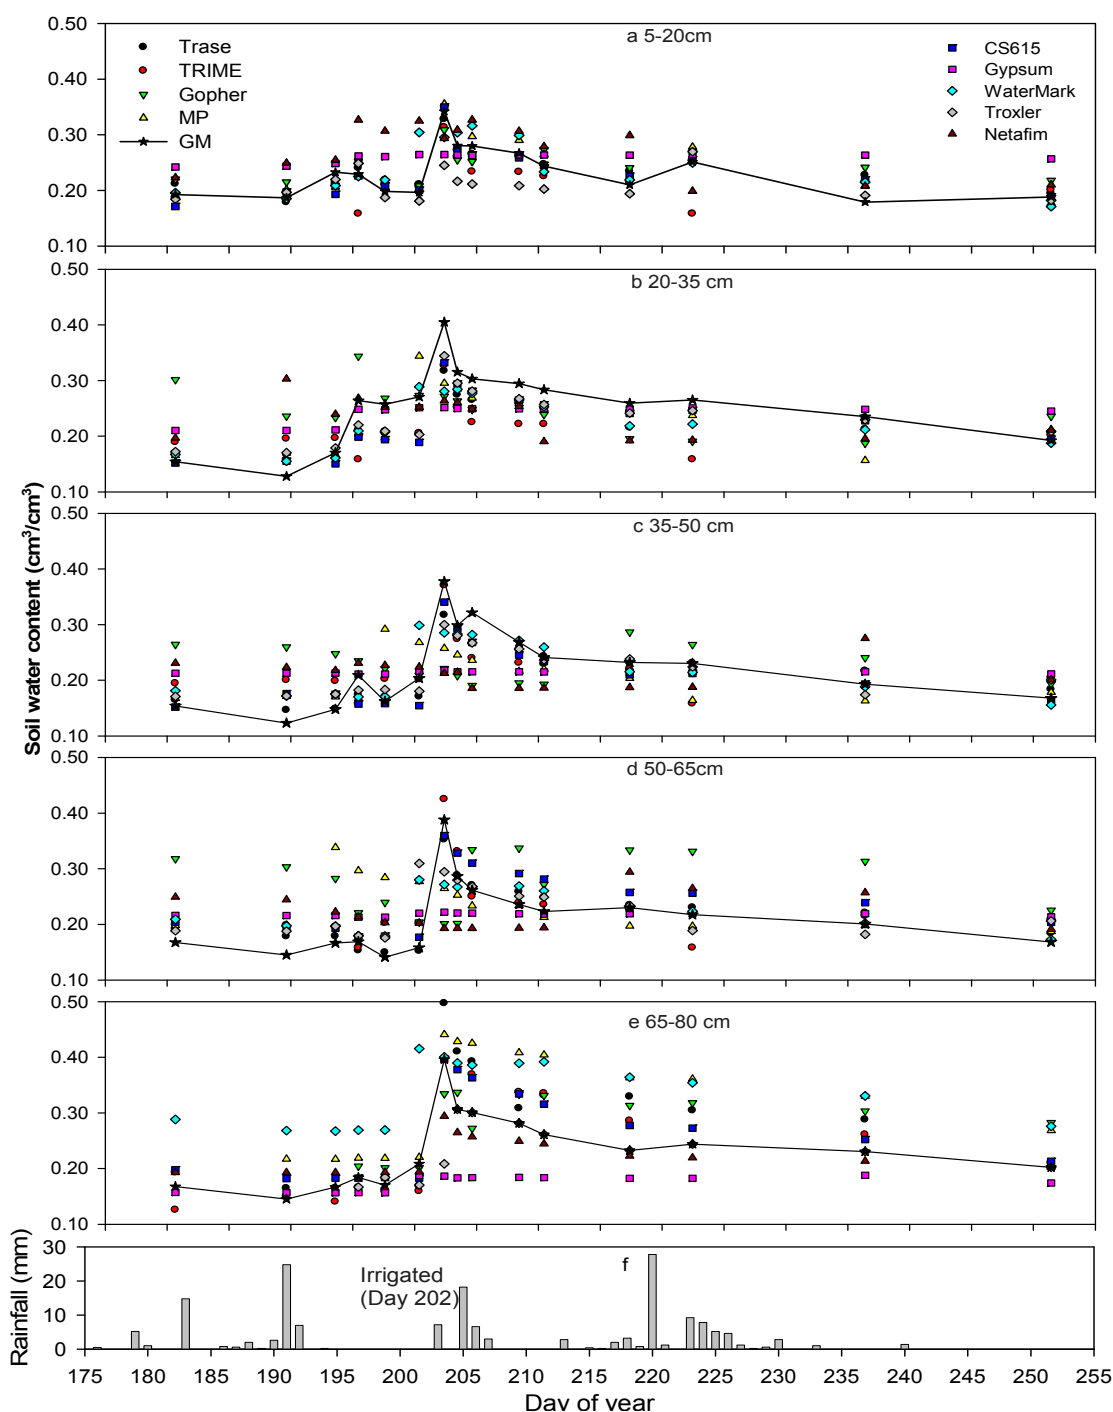 0.50
a 5-20cm
Trase
TRIME
Gopher
MP
GM
CS615
Gypsum
WaterMark
Troxler
Netafim
0.40
0.30
0.20
0.10
0.50
b 20-35 cm
0.40
0.30
0.20
0.10
0.50
c 35-50 cm
0.40
0.30
0.20
0.10
Soil water content (cm³/cm³)
0.50
d 50-65cm
0.40
0.30
0.20
0.10
0.50
e 65-80 cm
0.40
0.30
0.20
0.10
Rainfall (mm)
30
20
10
0
Irrigated
(Day 202)
f
175 180 185 190 195 200 205 210 215 220 225 230 235 240 245 250 255
Day of year